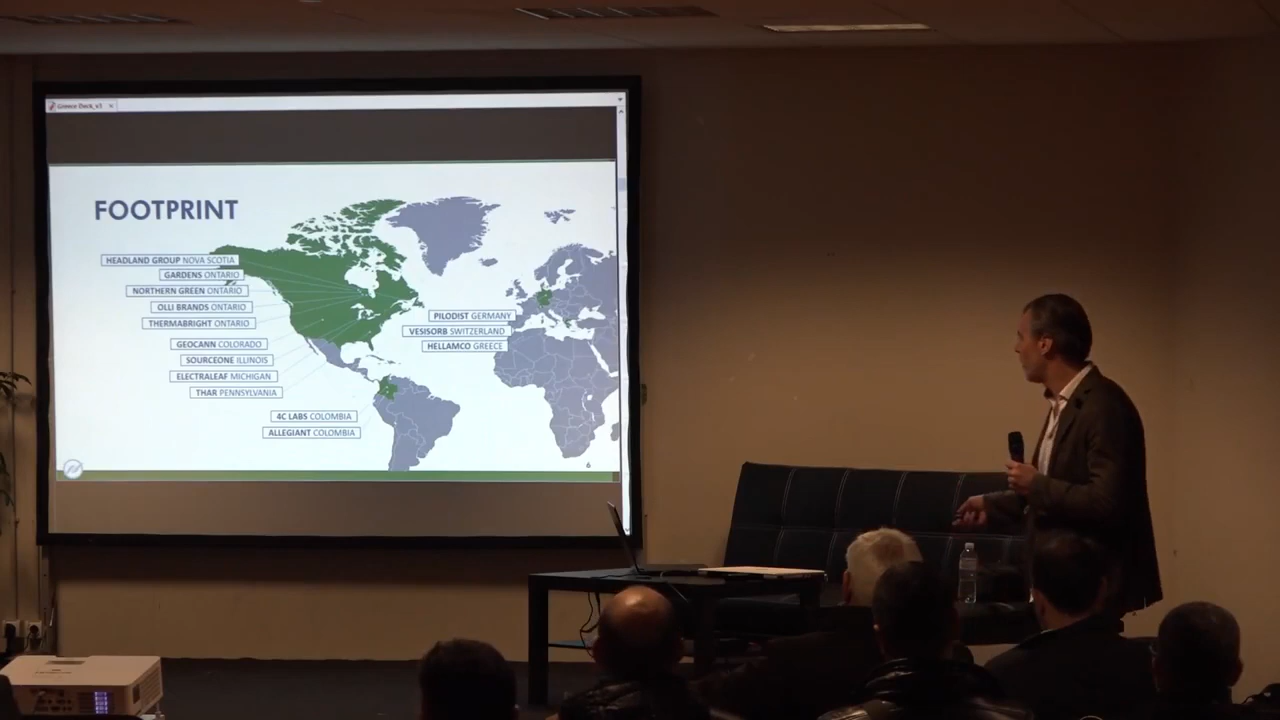 Greece Deck_v3
FOOTPRINT
HEADLAND GROUP NOVA SCOTIA
GARDENS ONTARIO
NORTHERN GREEN ONTARIO
OLLI BRANDS ONTARIO
THERMABRIGHT ONTARIO
GEOCANN COLORADO
SOURCEONE ILLINOIS
ELECTRALEAF MICHIGAN
THAR PENNSYLVANIA
4C LABS COLOMBIA
ALLEGIANT COLOMBIA
PILODIST GERMANY
VESISORB SWITZERLAND
HELLAMCO GREECE
6